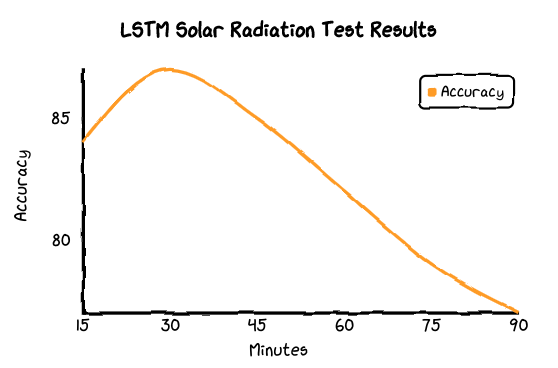 LSTM Solar Radiation Test Results
Accuracy
85
80
Accuracy
15 30 45 60 75 90
Minutes